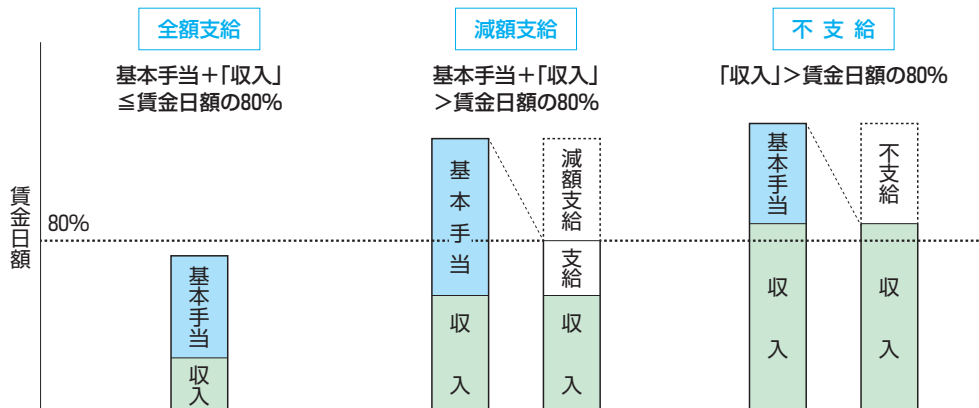 全額支給
基本手当+「収入」
≦賃金日額の80%
減額支給
基本手当+「収入」
>賃金日額の80%
不支給
「収入」>賃金日額の80%
賃金日額
80%
基本手当
収入
基本手当
収入
減額支給
支給
収入
基本手当
収入
不支給
収入